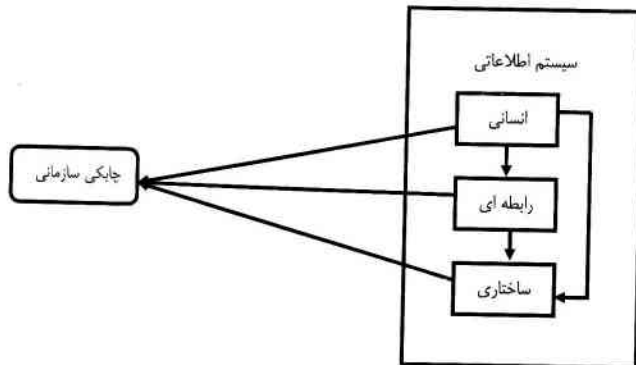 سیستم اطلاعاتی
انسانی
رابطه ای
ساختاری
چابکی سازمانی